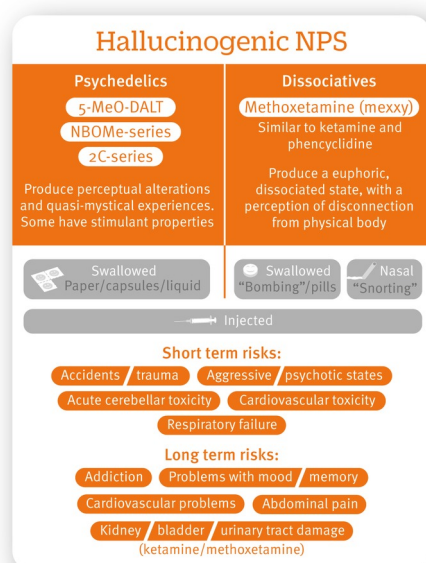 Hallucinogenic NPS
Psychedelics
5-MeO-DALT
NBOMe-series
2C-series
Produce perceptual alterations
and quasi-mystical experiences.
Some have stimulant properties
Dissociatives
Methoxetamine (mexxy)
Similar to ketamine and
phencyclidine
Produce a euphoric,
dissociated state, with a
perception of disconnection
from physical body
Swallowed
Paper/capsules/liquid
Swallowed
"Bombing"/pills
Nasal
"Snorting"
Injected
Short term risks:
Accidents / trauma Aggressive / psychotic states
Acute cerebellar toxicity Cardiovascular toxicity
Respiratory failure
Long term risks:
Addiction Problems with mood / memory
Cardiovascular problems Abdominal pain
Kidney / bladder / urinary tract damage
(ketamine/methoxetamine)